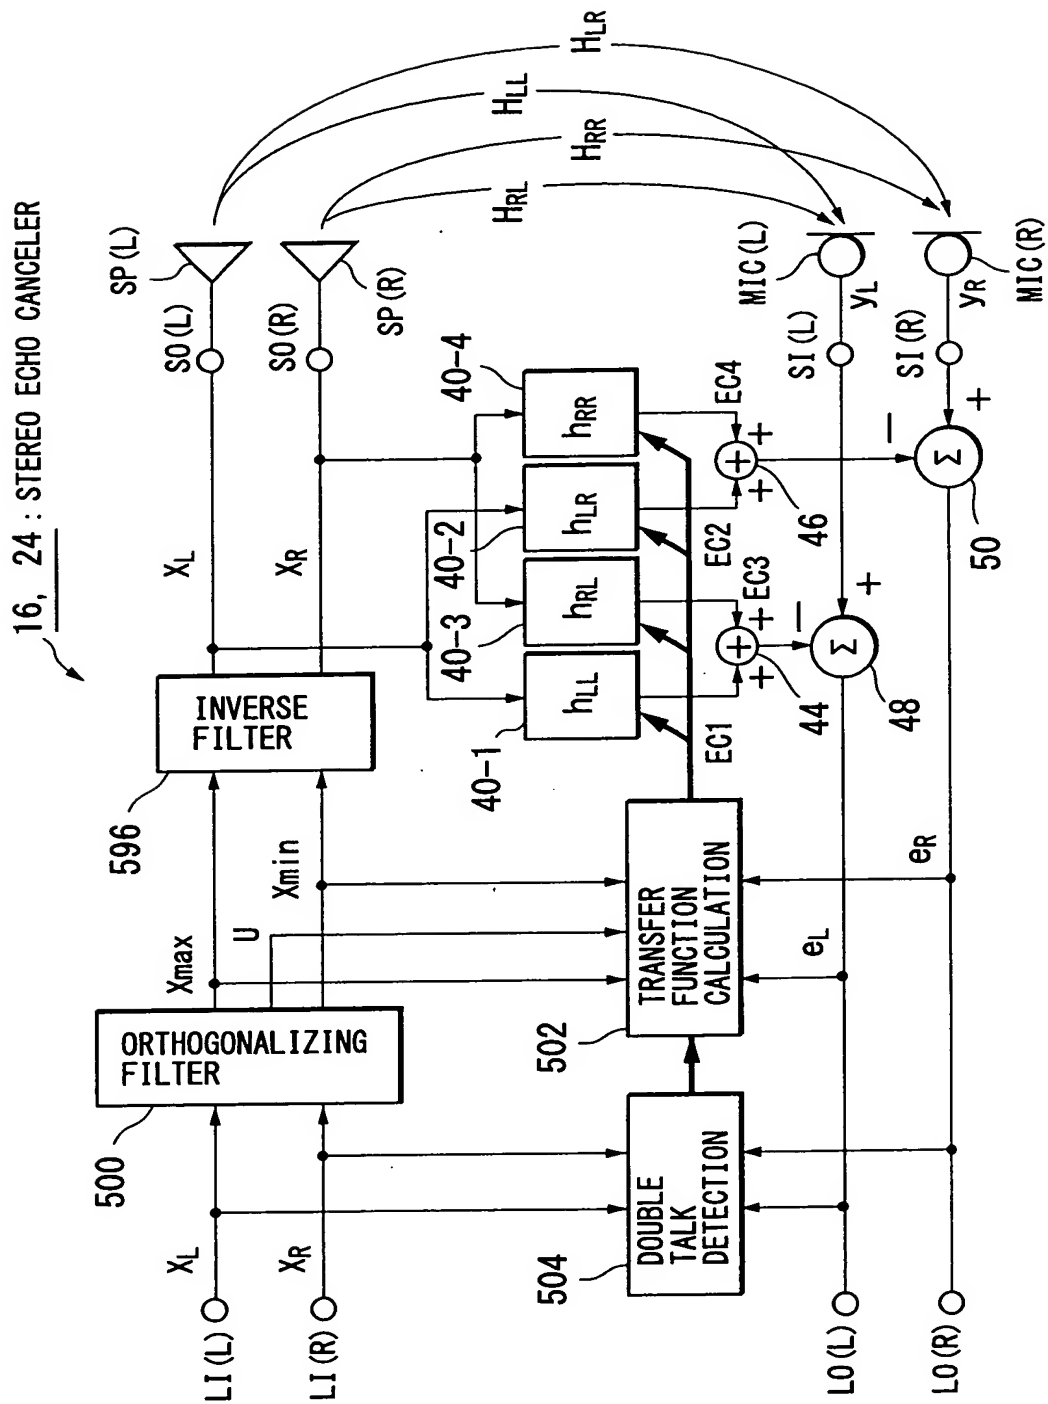 16, 24 : STEREO ECHO CANCELER
LI(L)
XL
LI(R)
XR
500
ORTHOGONALIZING
FILTER
Xmax
U
Xmin
596
INVERSE
FILTER
XL
XR
SO(L)
SO(R)
SP(L)
SP(R)
HLR
HLL
HRR
HRL
504
DOUBLE
TALK
DETECTION
502
TRANSFER
FUNCTION
CALCULATION
40-1
hLL
40-3
hRL
40-2
hLR
40-4
hRR
EC1
EC3
EC2
EC4
+
+
+
44
+
+
+
46
MIC(L)
yL
SI(L)
MIC(R)
yR
SI(R)
−
+
Σ
48
−
+
Σ
50
eL
eR
LO(L)
LO(R)